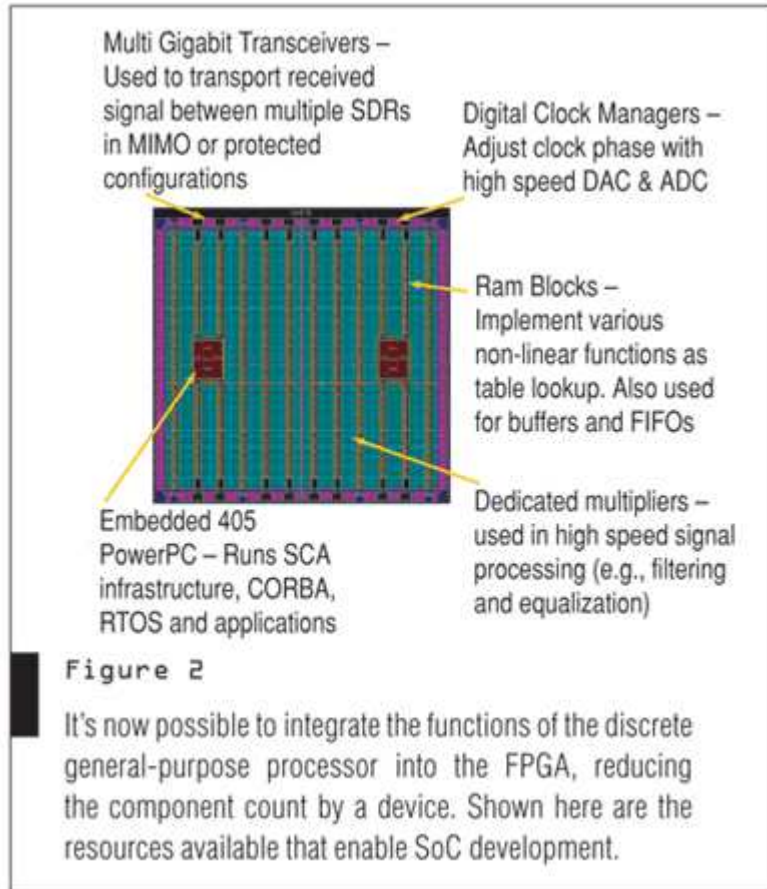 Multi Gigabit Transceivers –
Used to transport received
signal between multiple SDRs
in MIMO or protected
configurations
Digital Clock Managers –
Adjust clock phase with
high speed DAC & ADC
Ram Blocks –
Implement various
non-linear functions as
table lookup. Also used
for buffers and FIFOs
Dedicated multipliers –
used in high speed signal
processing (e.g., filtering
and equalization)
Embedded 405
PowerPC – Runs SCA
infrastructure, CORBA,
RTOS and applications
Figure 2
It's now possible to integrate the functions of the discrete
general-purpose processor into the FPGA, reducing
the component count by a device. Shown here are the
resources available that enable SoC development.